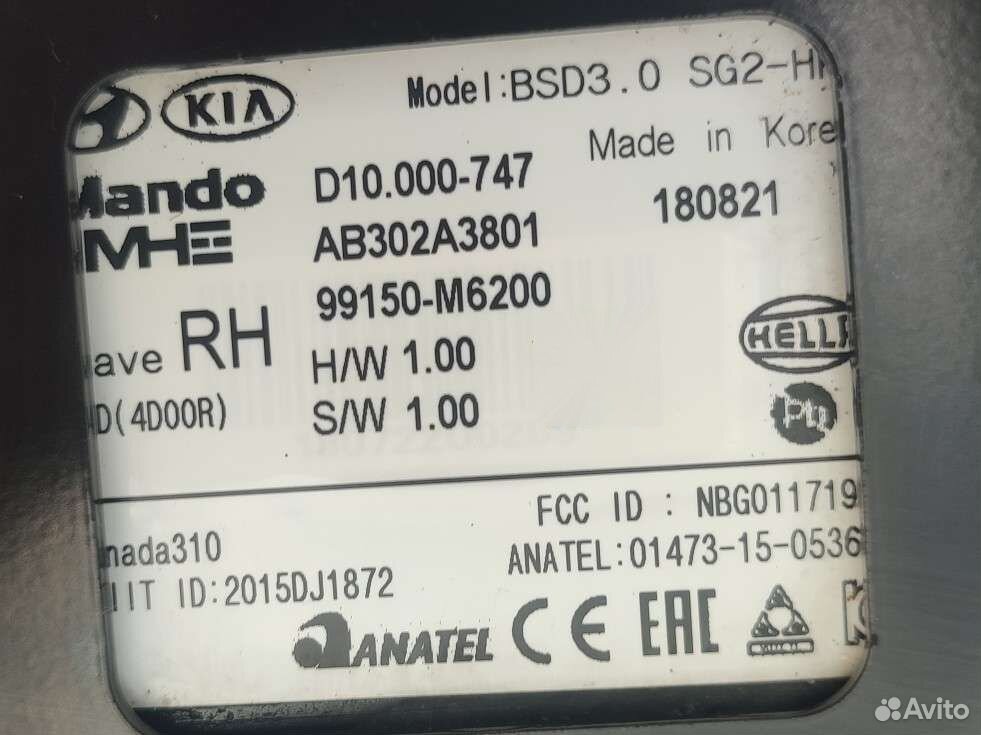 KIA
Model:BSD3.0 SG2-H
Made in Kore
Mando
D10.000-747
180821
MHE
AB302A3801
99150-M6200
ave RH
H/W 1.00
HELLA
D(4DOOR)
S/W 1.00
FCC ID : NBG011719
nada310
ANATEL:01473-15-0536
IIT ID:2015DJ1872
ANATEL CE EAC
Avito